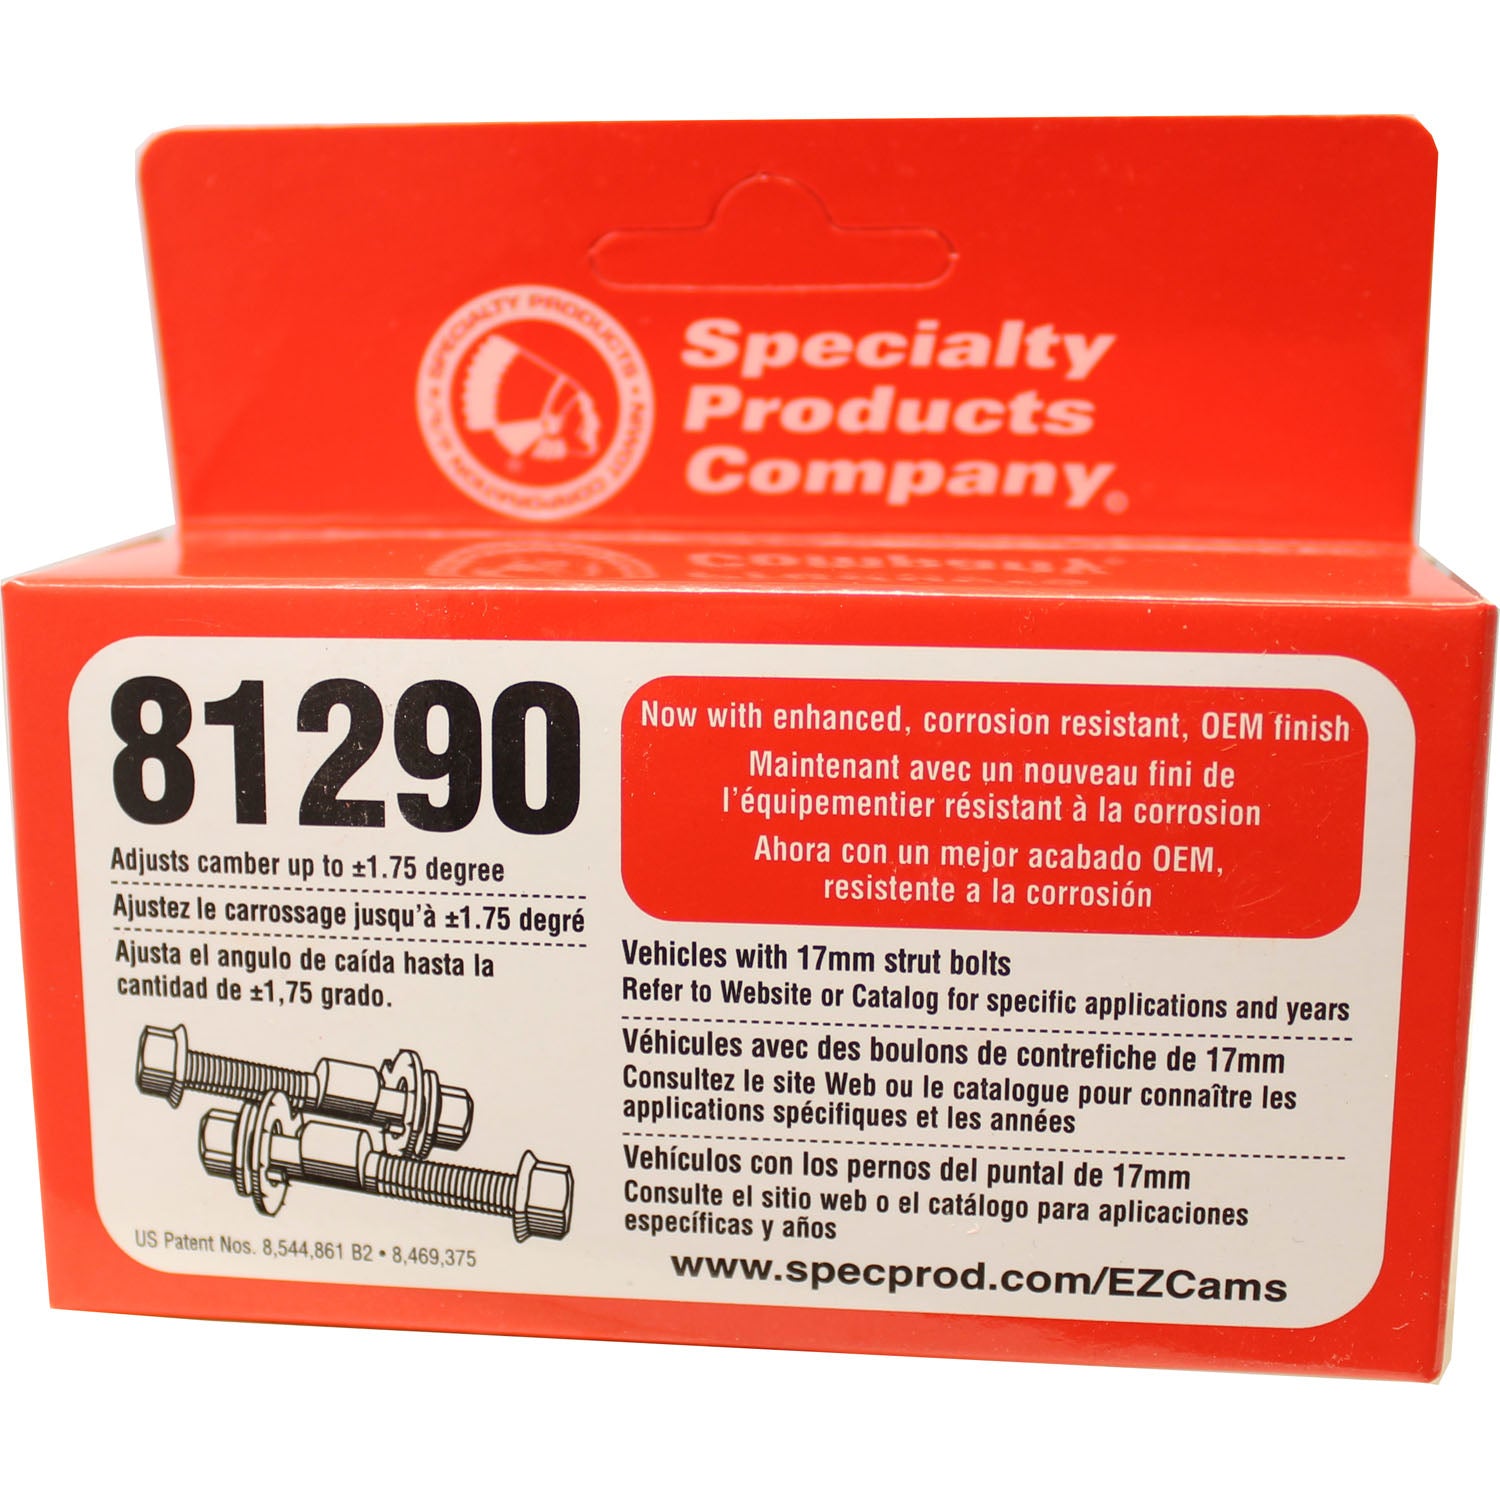 SPECIALTY PRODUCTS
Specialty
Products
Company®
81290
Adjusts camber up to ±1.75 degree
Ajustez le carrossage jusqu'à ±1.75 degré
Ajusta el angulo de caída hasta la
cantidad de ±1,75 grado.
US Patent Nos. 8,544,861 B2 • 8,469,375
Now with enhanced, corrosion resistant, OEM finish
Maintenant avec un nouveau fini de
l'équipementier résistant à la corrosion
Ahora con un mejor acabado OEM,
resistente a la corrosión
Vehicles with 17mm strut bolts
Refer to Website or Catalog for specific applications and years
Véhicules avec des boulons de contrefiche de 17mm
Consultez le site Web ou le catalogue pour connaître les
applications spécifiques et les années
Vehículos con los pernos del puntal de 17mm
Consulte el sitio web o el catálogo para aplicaciones
específicas y años
www.specprod.com/EZCams